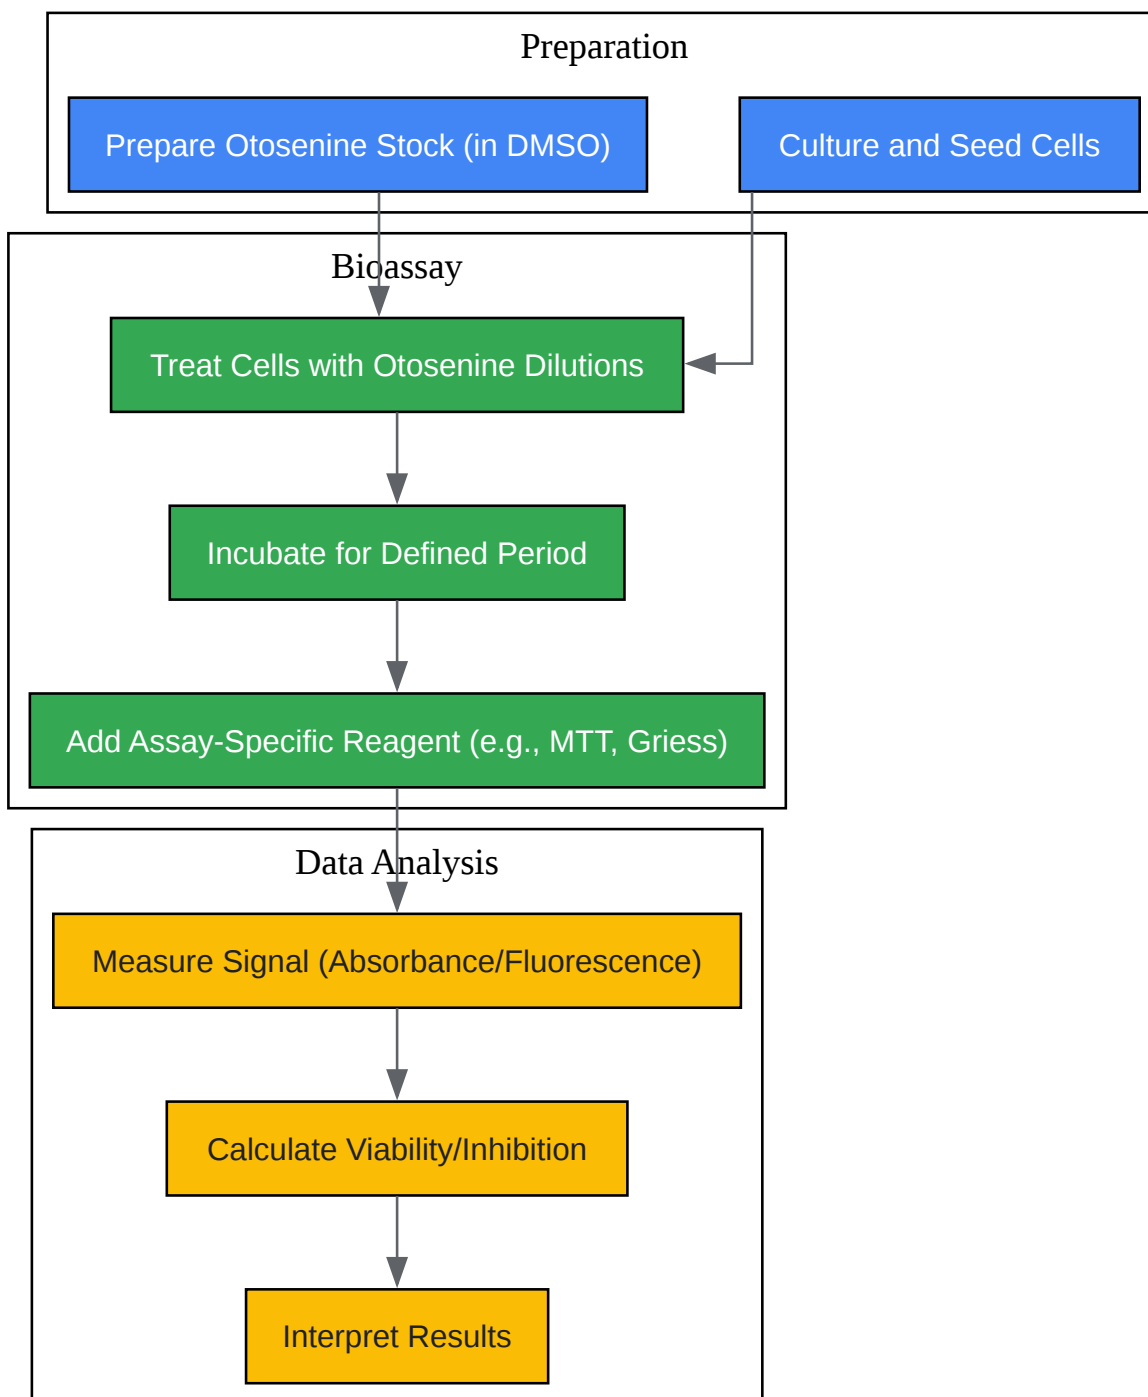 Preparation
Prepare Otosenine Stock (in DMSO)
Culture and Seed Cells
Bioassay
Treat Cells with Otosenine Dilutions
Incubate for Defined Period
Add Assay-Specific Reagent (e.g., MTT, Griess)
Data Analysis
Measure Signal (Absorbance/Fluorescence)
Calculate Viability/Inhibition
Interpret Results